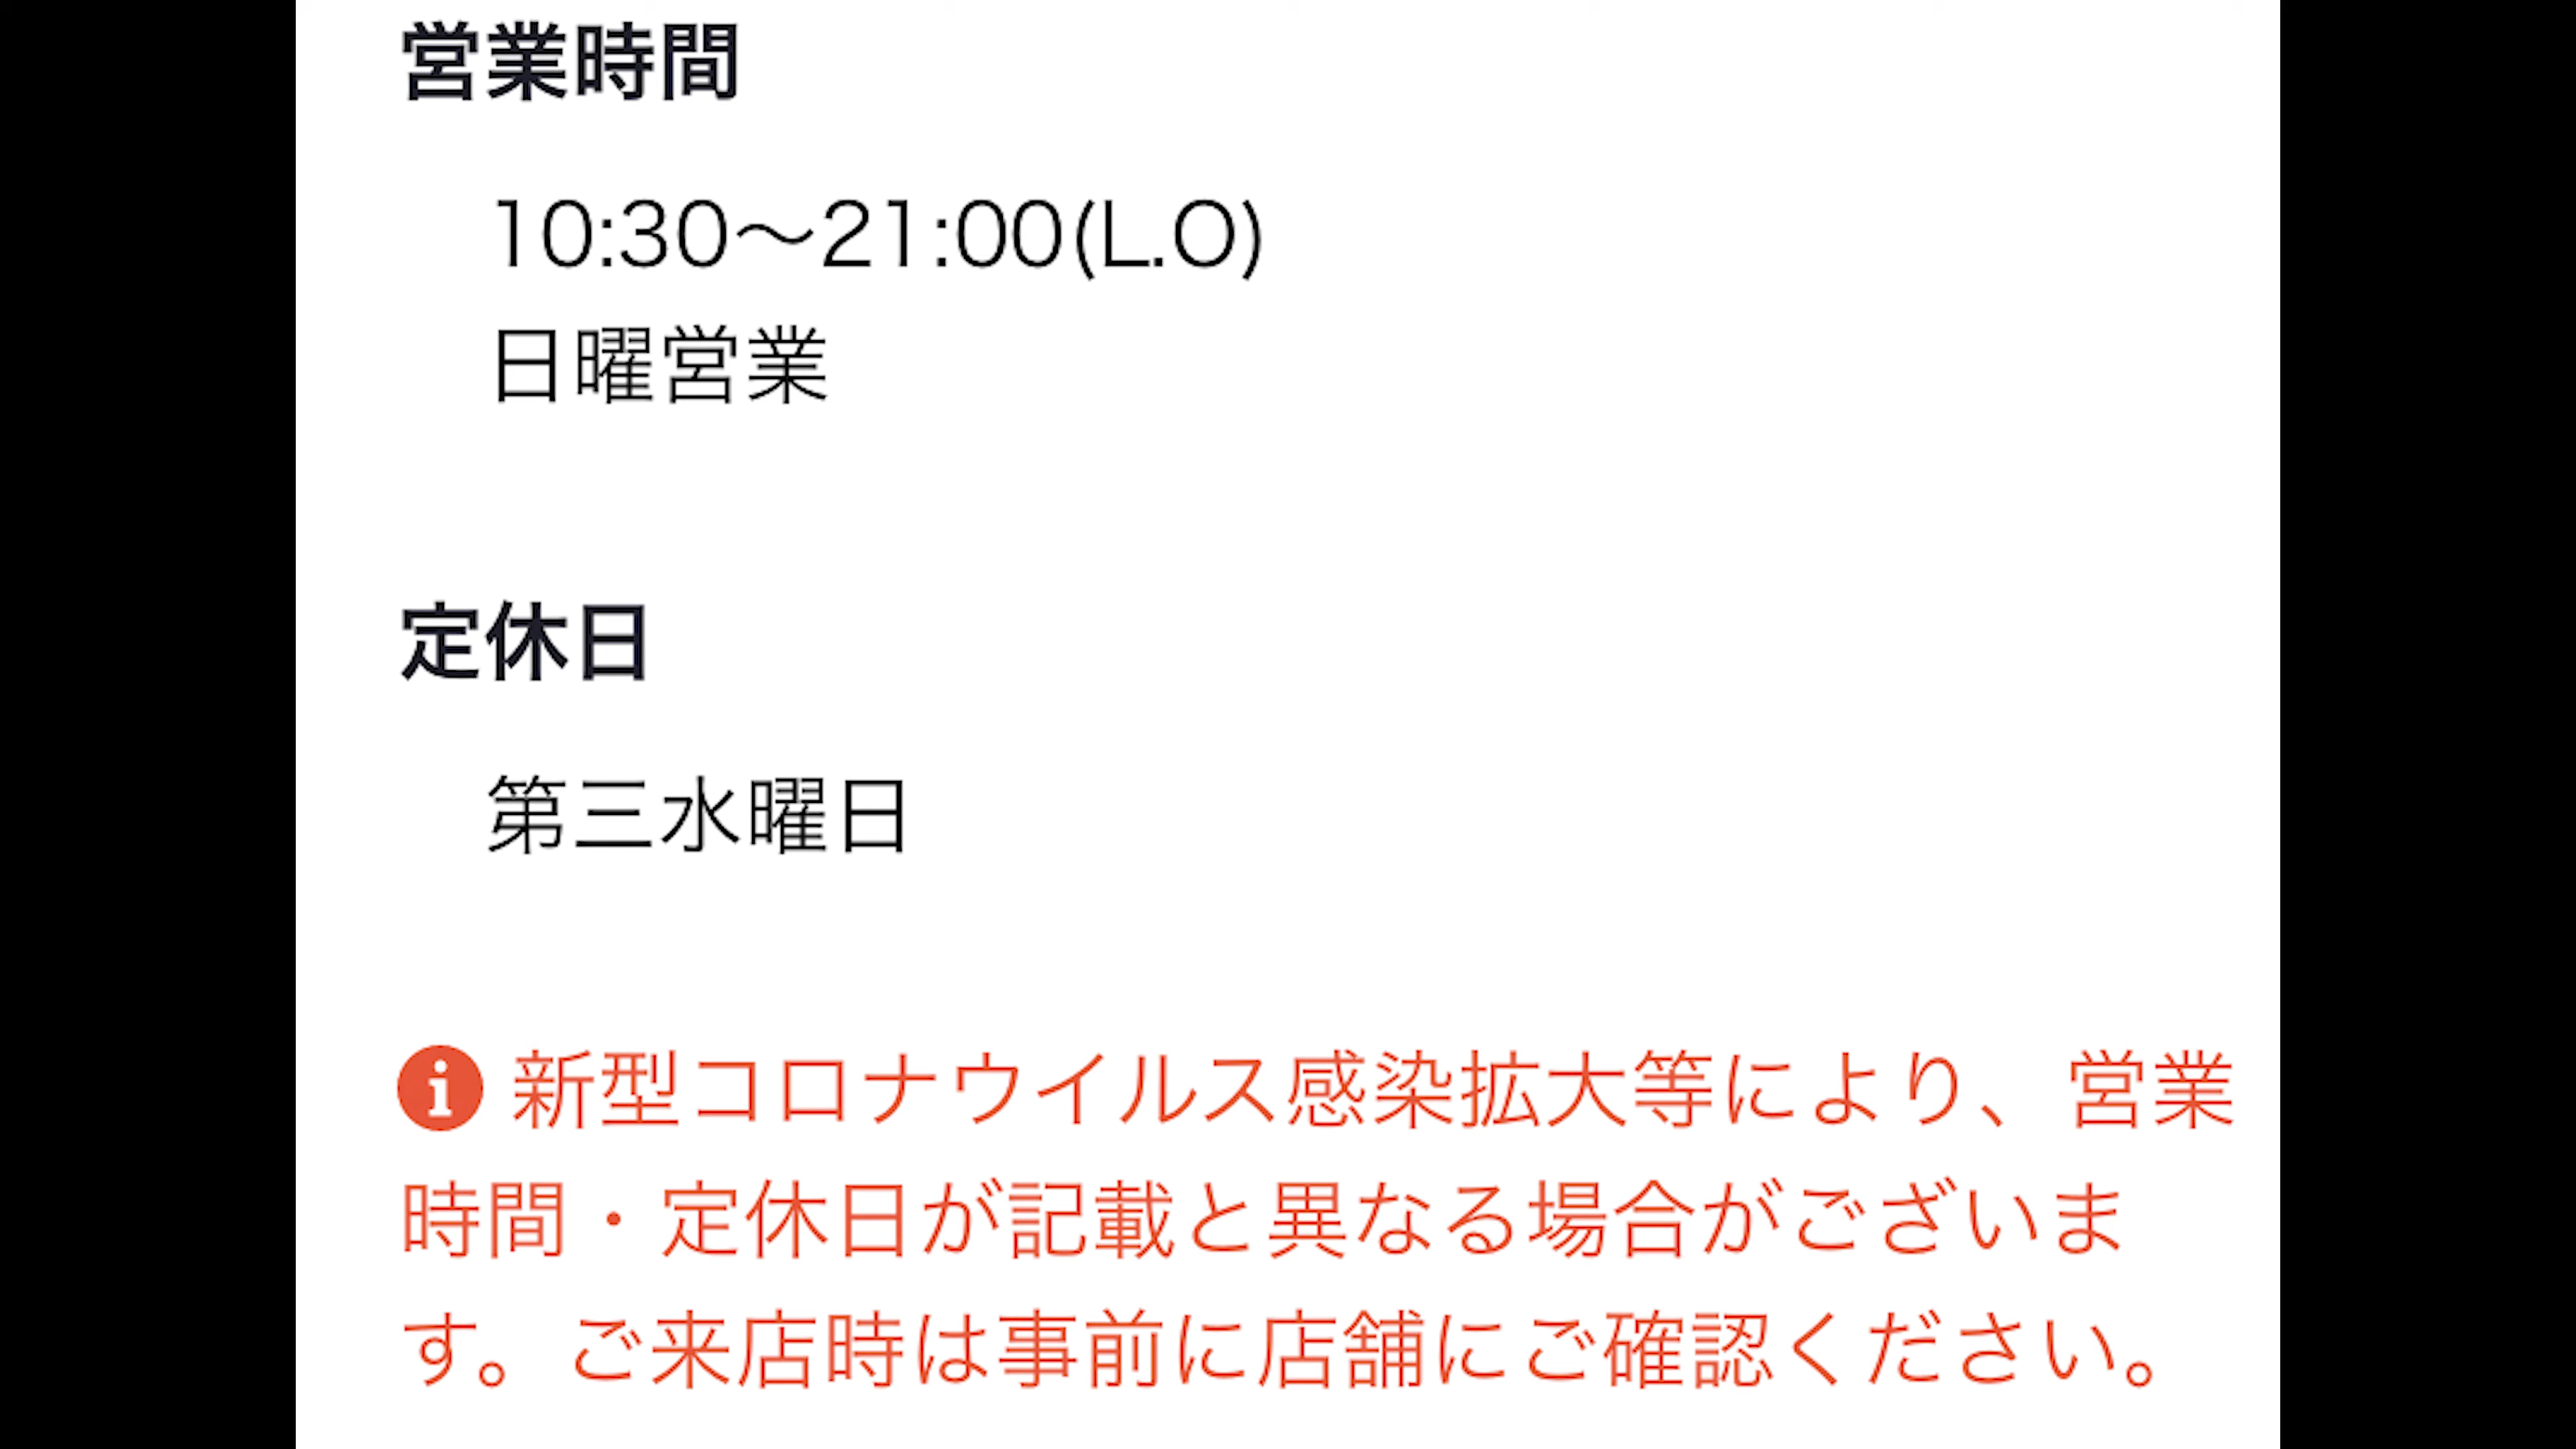 営業時間
10:30〜21:00(L.O)
日曜営業
定休日
第三水曜日
新型コロナウイルス感染拡大等により、営業
時間・定休日が記載と異なる場合がございま
す。ご来店時は事前に店舗にご確認ください。